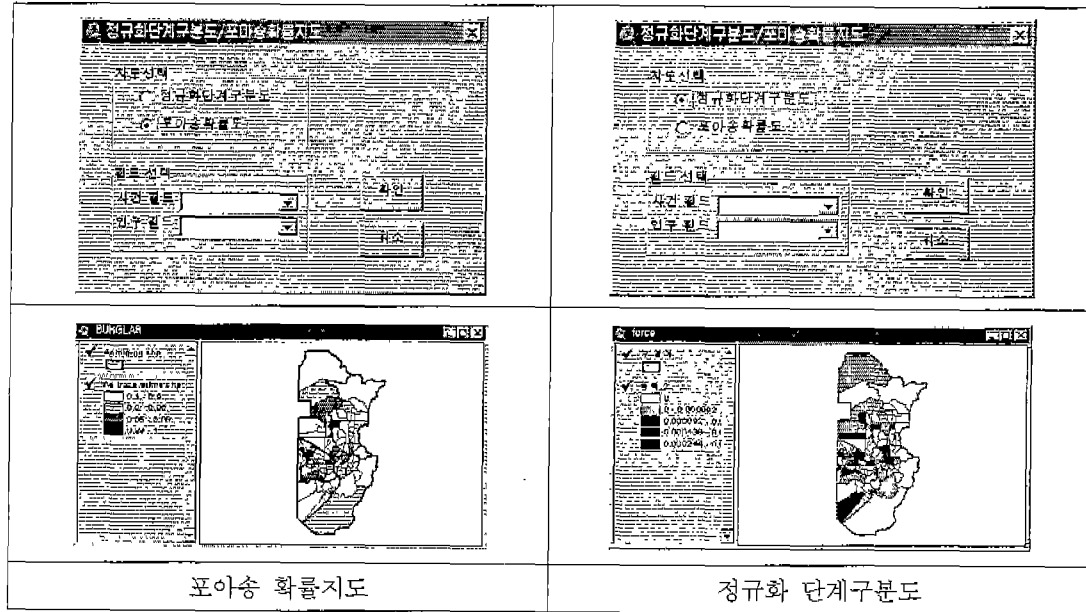 정규화단계구분도/포아송확률지도
지도선택
정규화단계구분도
포아송확률도
필드 선택
사건 필드
인구 필드
확인
취소
정규화단계구분도/포아송확률지도
지도선택
정규화단계구분도
포아송확률도
필드 선택
사건 필드
인구 필드
확인
취소
BURGLAR
force
0
포아송 확률지도
정규화 단계구분도